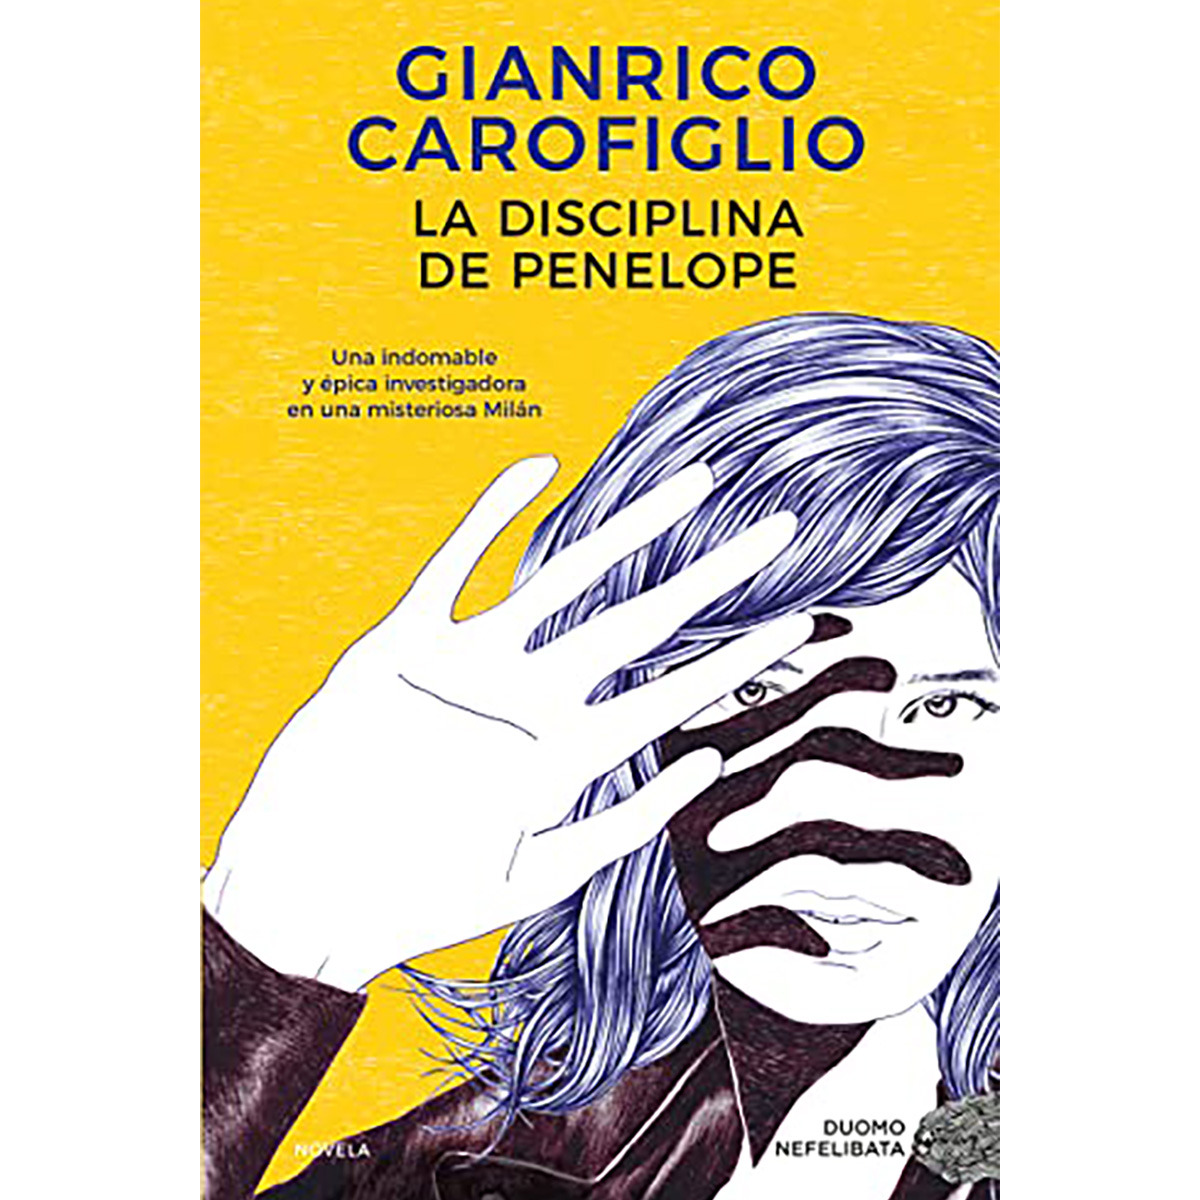 GIANRICO
CAROFIGLIO
LA DISCIPLINA
DE PENELOPE
Una indomable
y épica investigadora
en una misteriosa Milán
NOVELA
DUOMO
NEFELIBATA